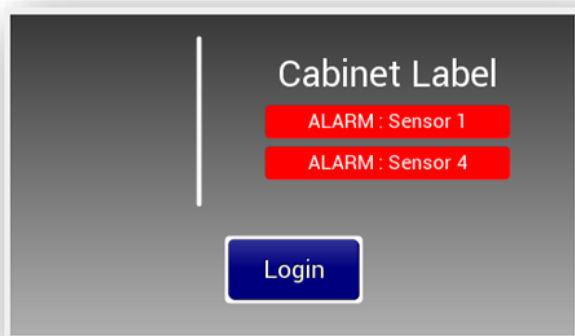 Cabinet Label
ALARM : Sensor 1
ALARM : Sensor 4
Login